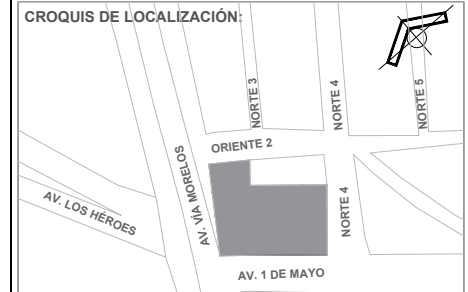 CROQUIS DE LOCALIZACIÓN:
NORTE 3
NORTE 4
NORTE 5
ORIENTE 2
AV. VÍA MORELOS
AV. LOS HÉROES
NORTE 4
AV. 1 DE MAYO